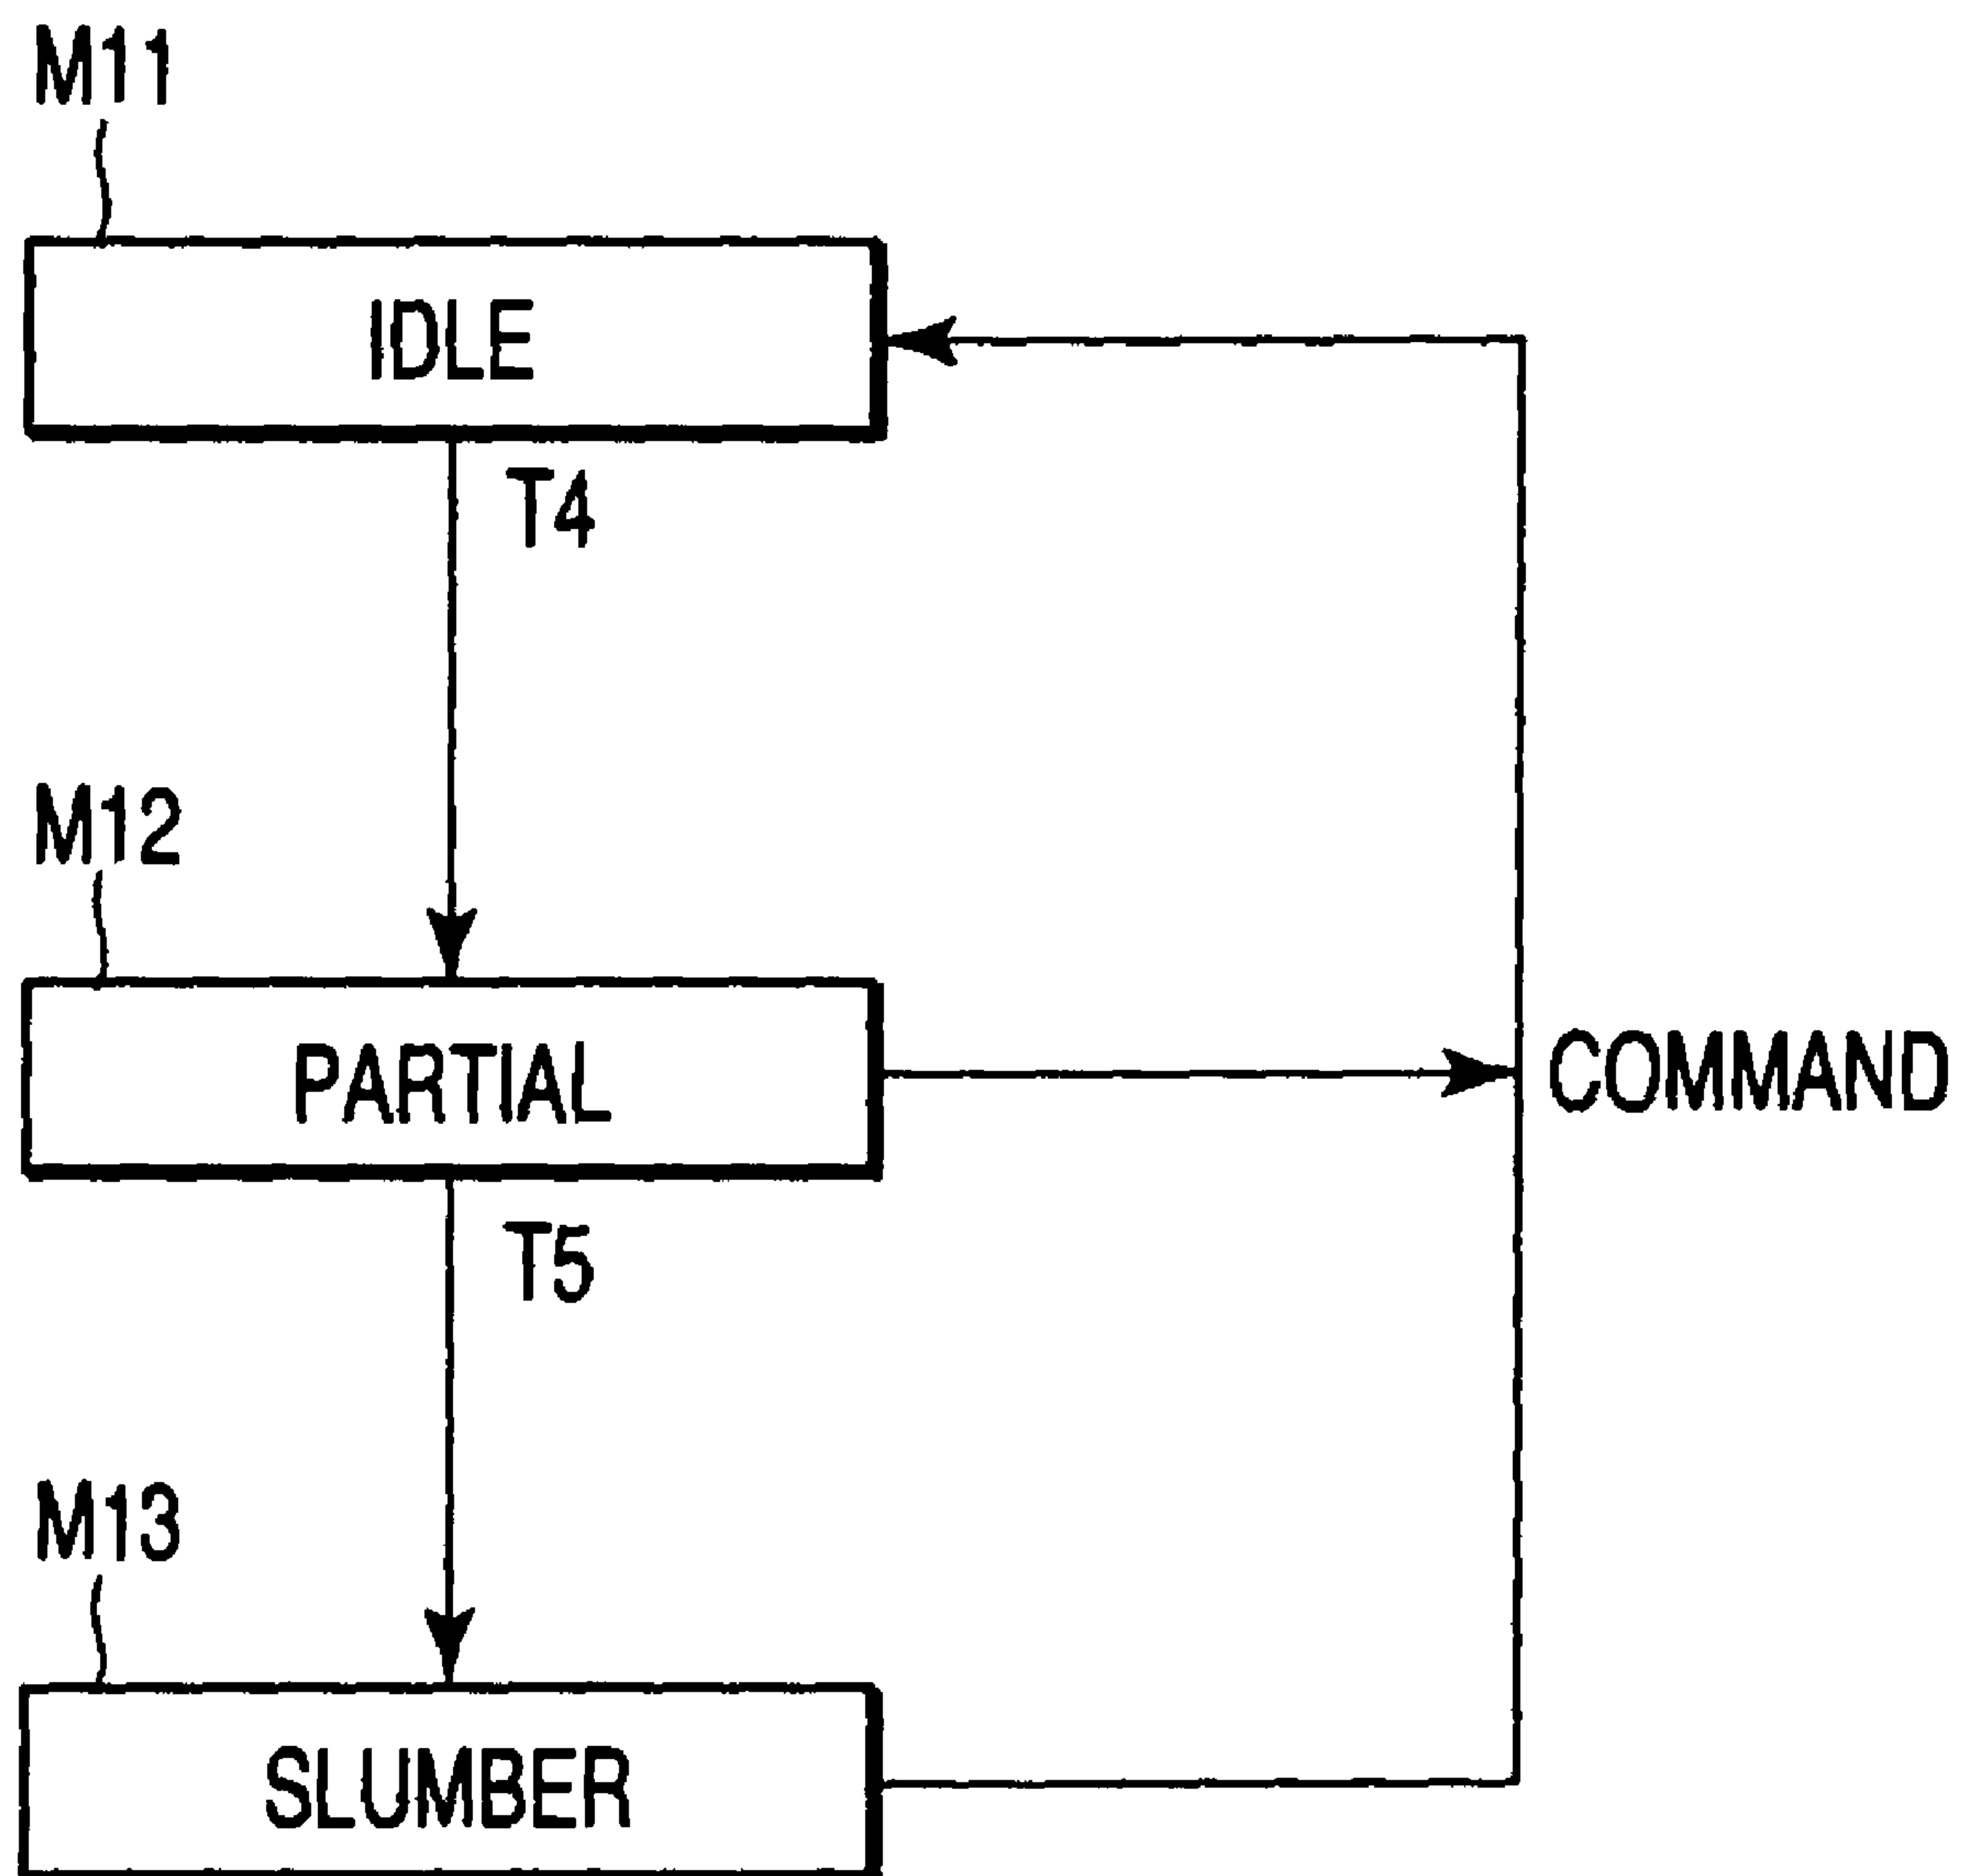 M11
IDLE
T4
M12
PARTIAL
COMMAND
T5
M13
SLUMBER